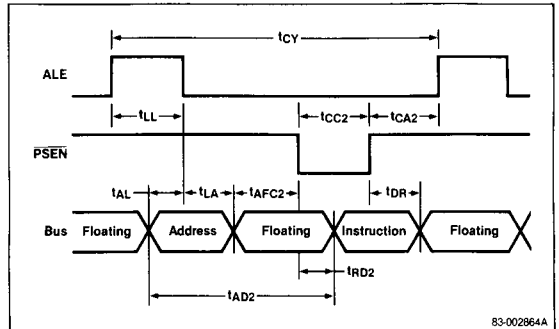 tCY
ALE
tLL
tCC2
tCA2
PSEN
tAL
tLA
tAFC2
tDR
Bus
Floating
Address
Floating
Instruction
Floating
tRD2
tAD2
83-002864A